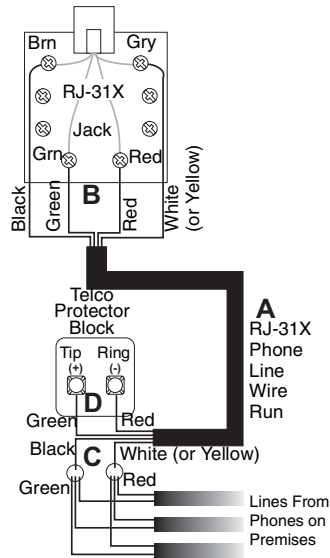 Brn
Gry
RJ-31X
Jack
Grn
Red
Black
Green
B
Red
White
(or Yellow)
Telco
Protector
Block
A
RJ-31X
Phone
Line
Wire
Run
Tip
(+)
Ring
(-)
D
Green
Red
Black
C
White (or Yellow)
Green
Red
Lines From
Phones on
Premises